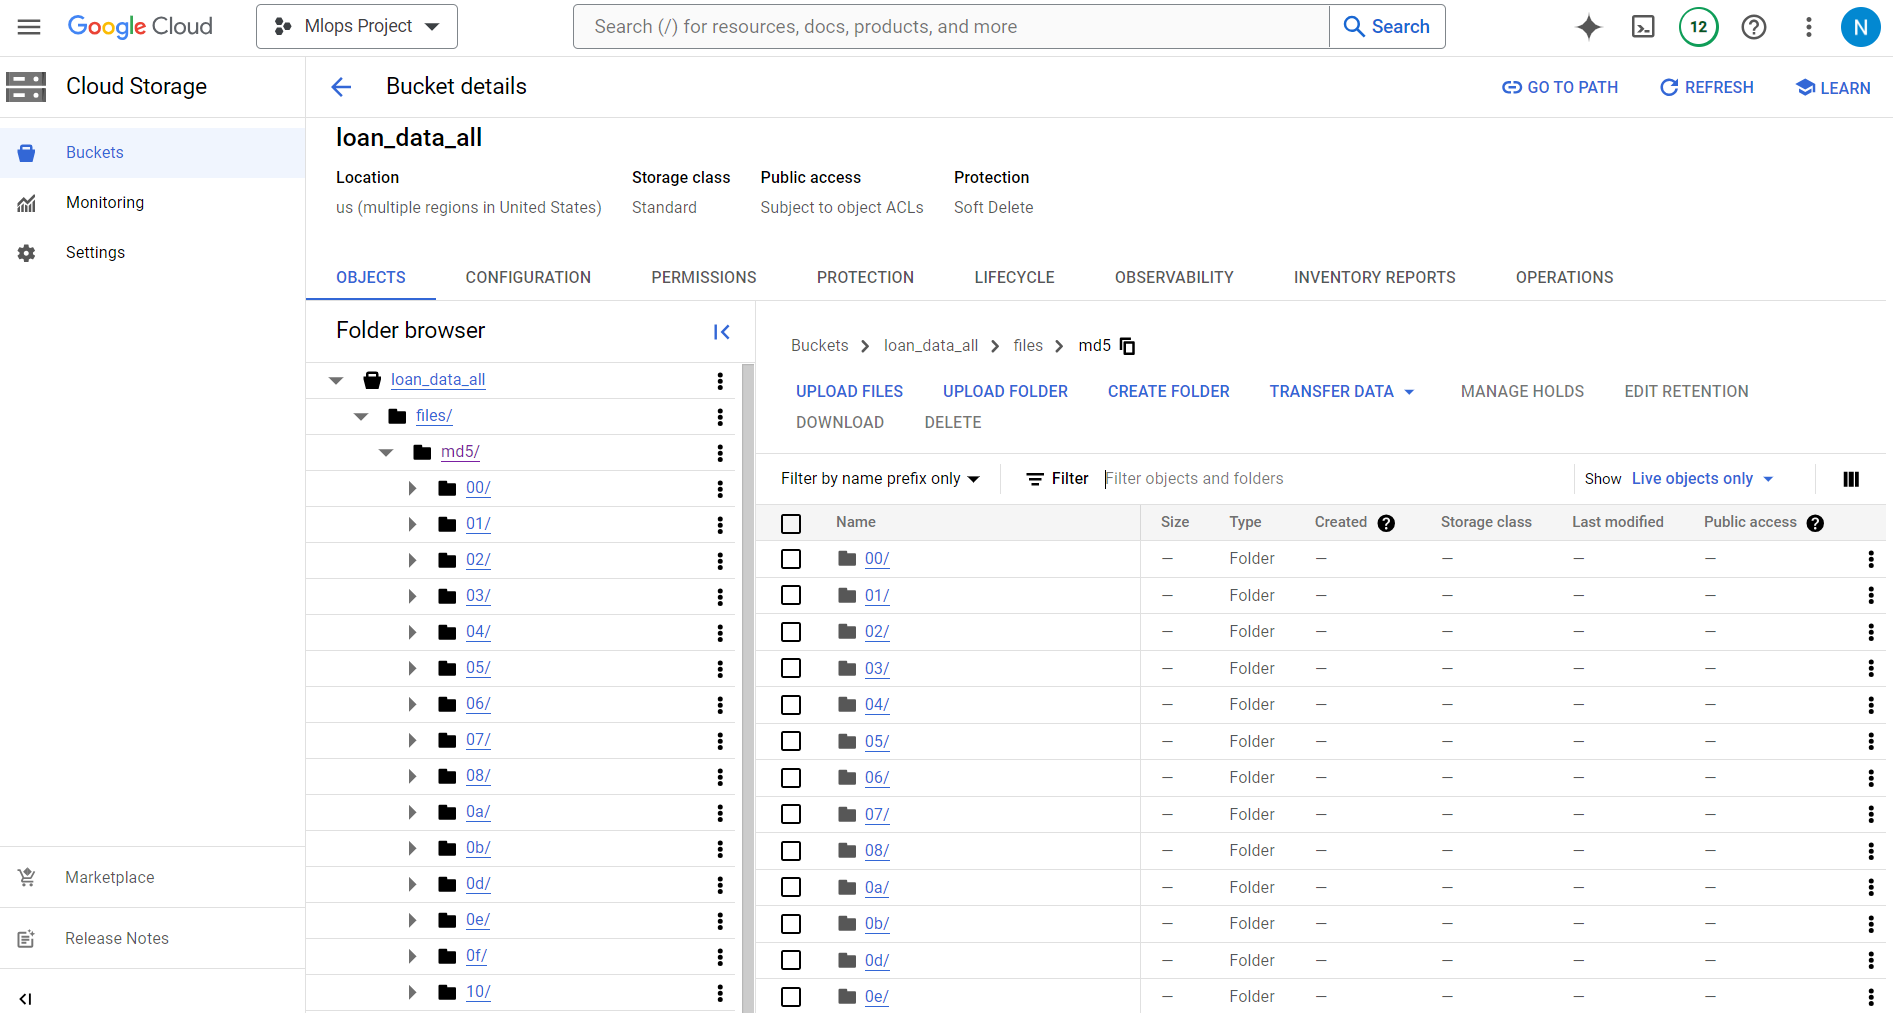 Google Cloud
Mlops Project
Search (/) for resources, docs, products, and more
Search
12
N
Cloud Storage
Buckets
Monitoring
Settings
Marketplace
Release Notes
Bucket details
GO TO PATH
REFRESH
LEARN
loan_data_all
Location
us (multiple regions in United States)
Storage class
Standard
Public access
Subject to object ACLs
Protection
Soft Delete
OBJECTS
CONFIGURATION
PERMISSIONS
PROTECTION
LIFECYCLE
OBSERVABILITY
INVENTORY REPORTS
OPERATIONS
Folder browser
loan_data_all
files/
md5/
00/
01/
02/
03/
04/
05/
06/
07/
08/
0a/
0b/
0d/
0e/
0f/
10/
Buckets > loan_data_all > files > md5
UPLOAD FILES UPLOAD FOLDER CREATE FOLDER TRANSFER DATA MANAGE HOLDS EDIT RETENTION
DOWNLOAD DELETE
Filter by name prefix only Filter Filter objects and folders Show Live objects only
Name Size Type Created ? Storage class Last modified Public access ?
00/ — Folder — — — —
01/ — Folder — — — —
02/ — Folder — — — —
03/ — Folder — — — —
04/ — Folder — — — —
05/ — Folder — — — —
06/ — Folder — — — —
07/ — Folder — — — —
08/ — Folder — — — —
0a/ — Folder — — — —
0b/ — Folder — — — —
0d/ — Folder — — — —
0e/ — Folder — — — —